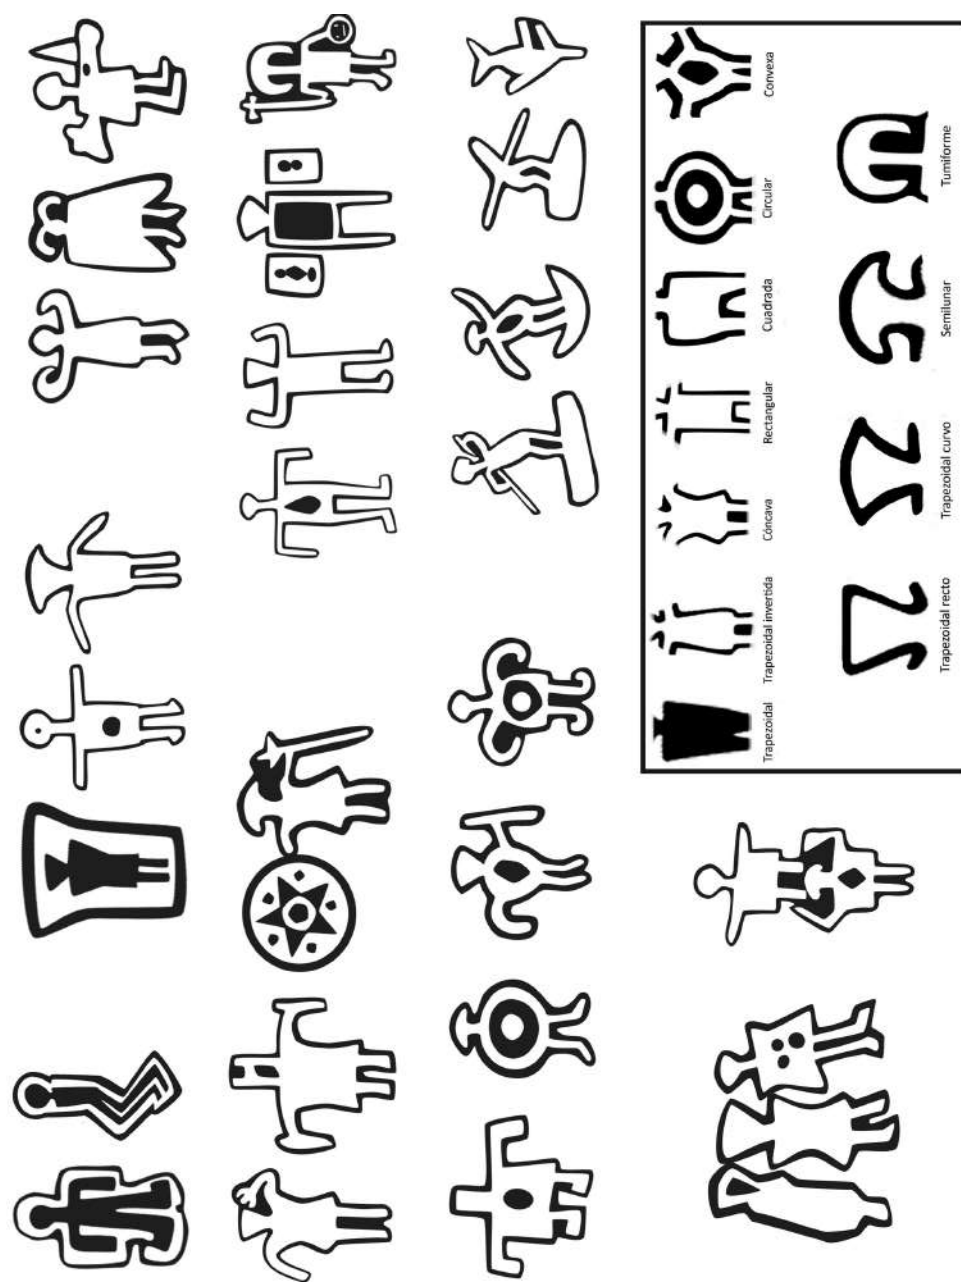 Trapezoidal
Trapezoidal invertida
Cóncava
Rectangular
Cuadrada
Circular
Convexa
Trapezoidal recto
Trapezoidal curvo
Semilunar
Tumiforme